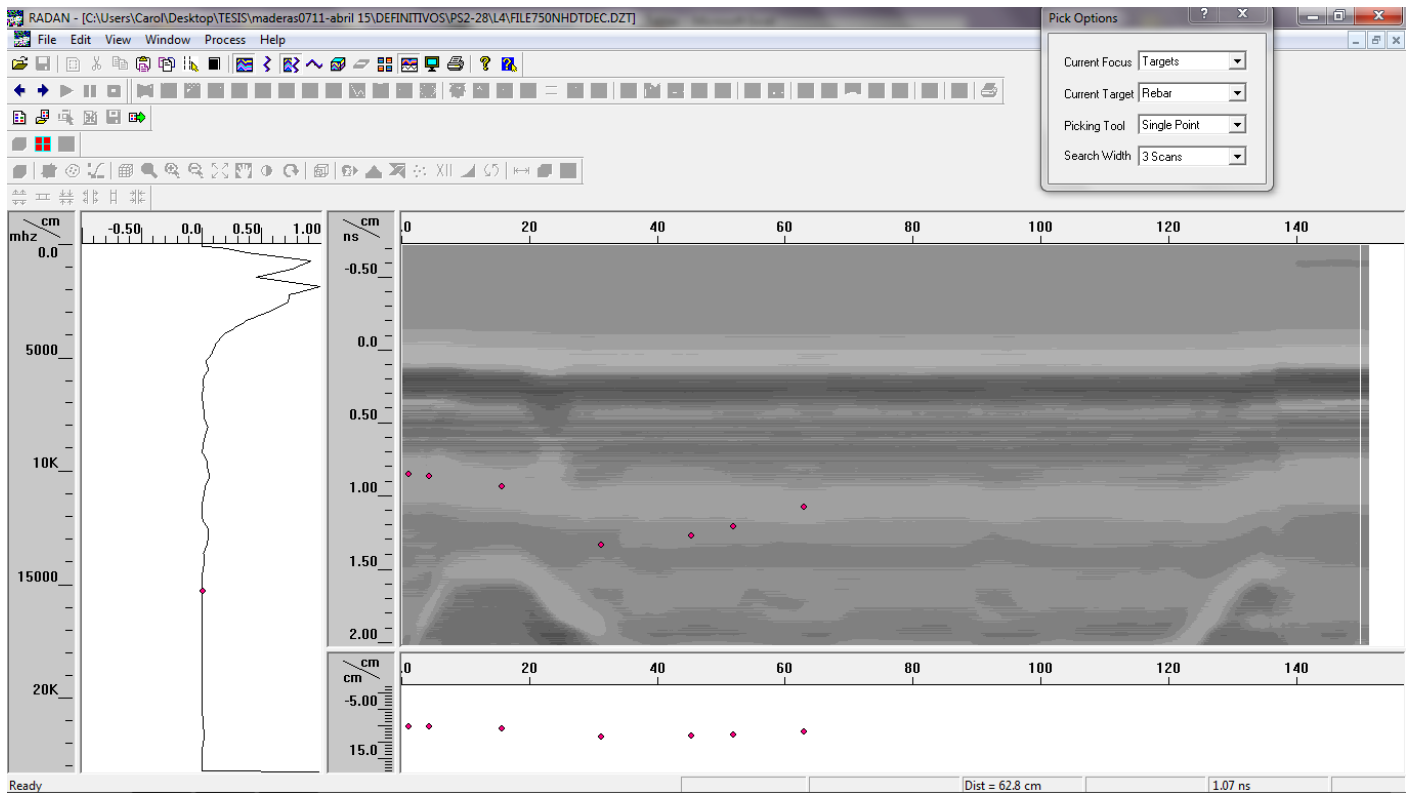 RADAN - [C:\Users\Carol\Desktop\TESIS\maderas0711-abril 15\DEFINITIVOS\PS2-28\L4\FILE750NHDTDEC.DZT]
File Edit View Window Process Help
Pick Options
Current Focus Targets
Current Target Rebar
Picking Tool Single Point
Search Width 3 Scans
XII
cm
mhz
-0.50 0.0 0.50 1.00
cm
ns
.0 20 40 60 80 100 120 140
0.0
5000
10K
15000
20K
-0.50
0.0
0.50
1.00
1.50
2.00
cm
cm
.0 20 40 60 80 100 120 140
-5.00
15.0
Ready
Dist = 62.8 cm
1.07 ns